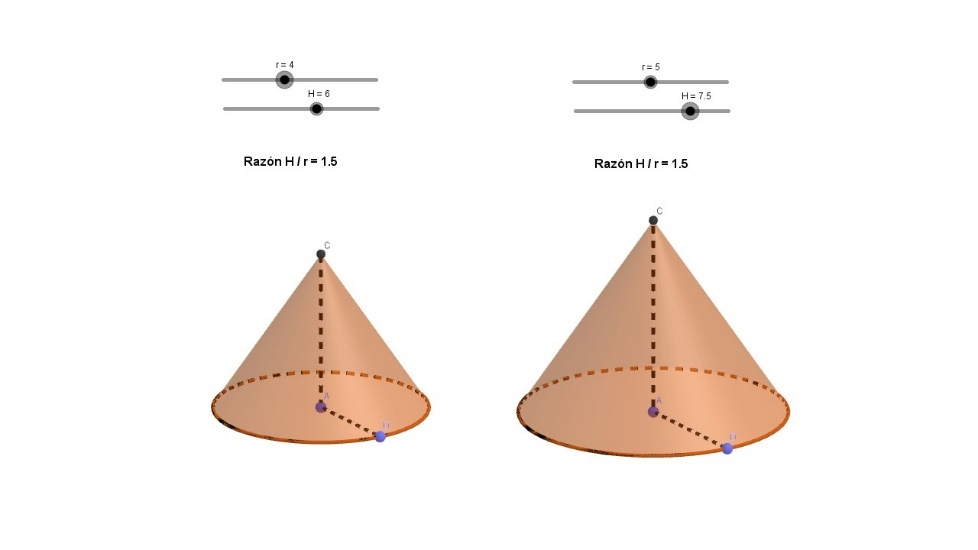 r = 4
H = 6
Razón H / r = 1.5
C
A
H
r = 5
H = 7.5
Razón H / r = 1.5
C
A
H